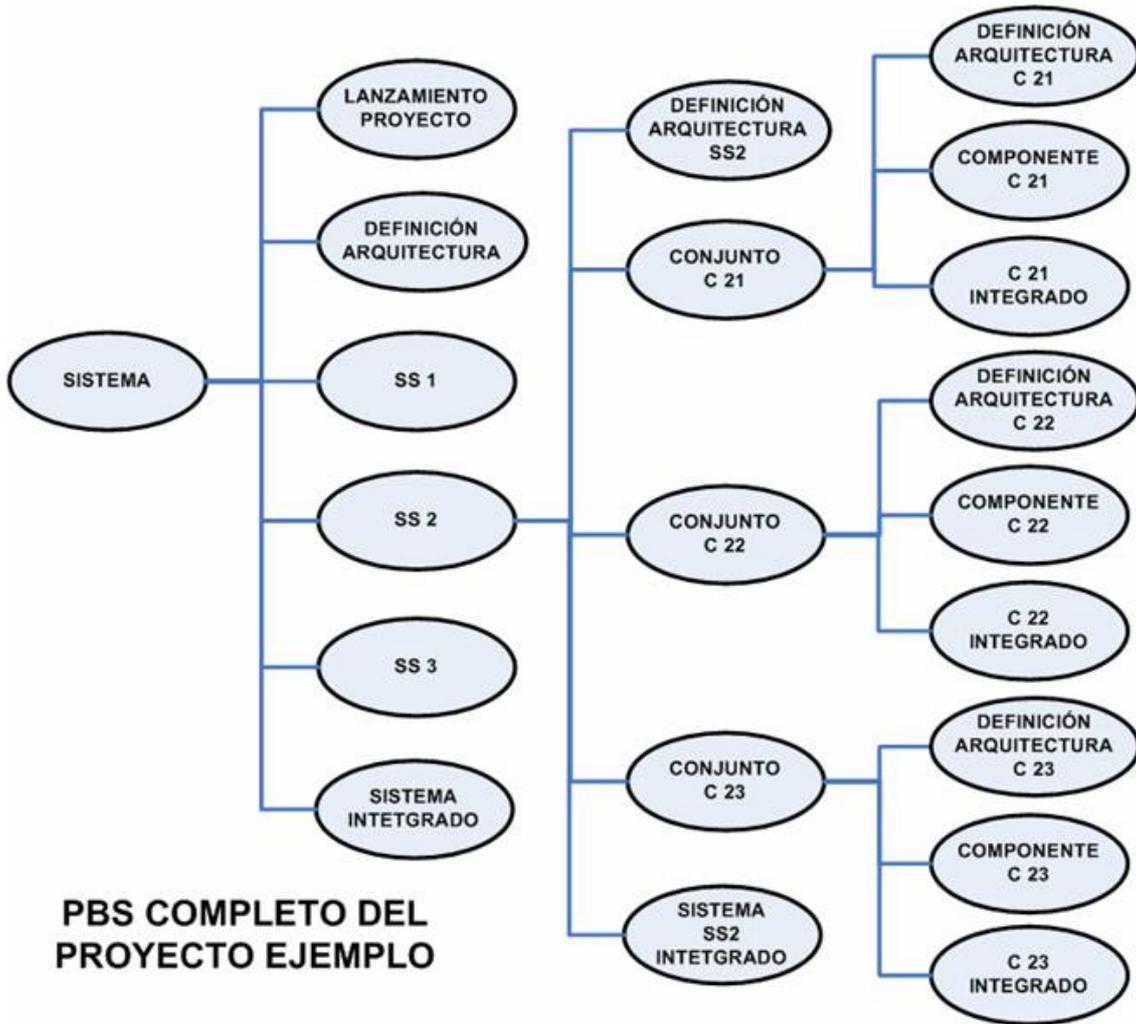 SISTEMA
LANZAMIENTO
PROYECTO
DEFINICIÓN
ARQUITECTURA
SS 1
SS 2
SS 3
SISTEMA
INTETGRADO
DEFINICIÓN
ARQUITECTURA
SS2
CONJUNTO
C 21
CONJUNTO
C 22
CONJUNTO
C 23
SISTEMA
SS2
INTETGRADO
DEFINICIÓN
ARQUITECTURA
C 21
COMPONENTE
C 21
C 21
INTEGRADO
DEFINICIÓN
ARQUITECTURA
C 22
COMPONENTE
C 22
C 22
INTEGRADO
DEFINICIÓN
ARQUITECTURA
C 23
COMPONENTE
C 23
C 23
INTEGRADO
PBS COMPLETO DEL
PROYECTO EJEMPLO